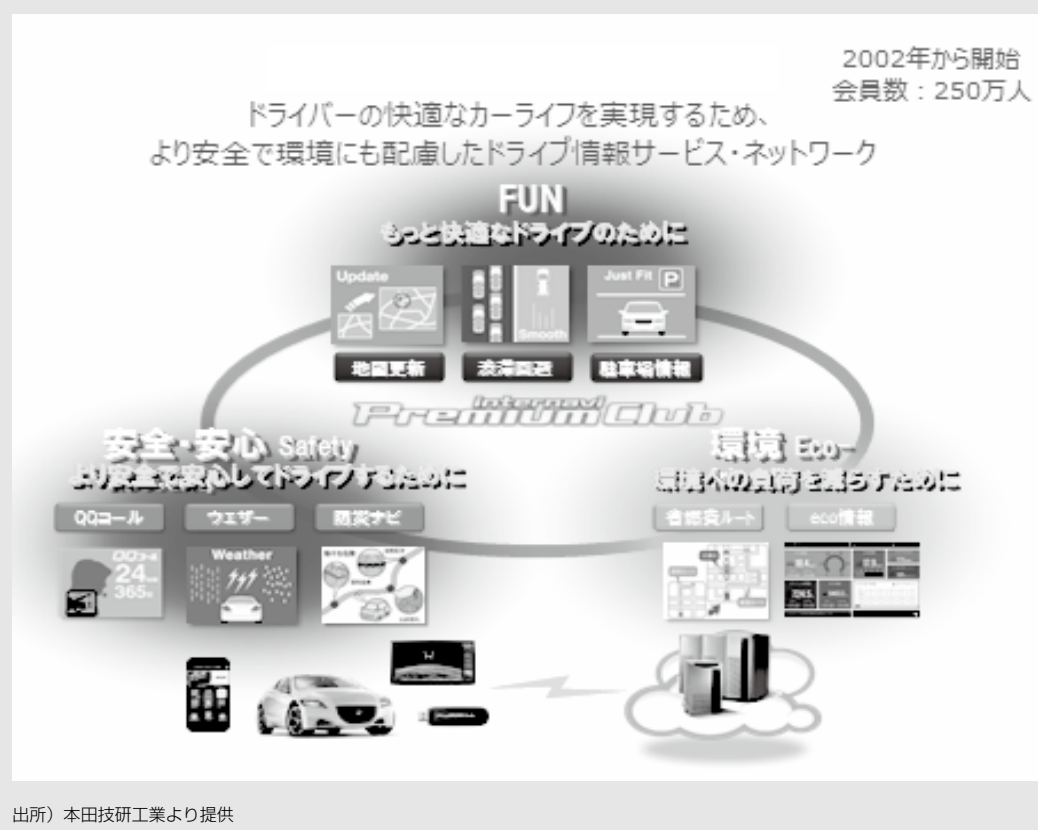 2002年から開始
会員数：250万人
ドライバーの快適なカーライフを実現するため、
より安全で環境にも配慮したドライブ情報サービス・ネットワーク
FUN
もっと快適なドライブのために
Update
Smooth
Just Fit P
地図更新
渋滞回避
駐車場情報
internavi
Premium Club
安全・安心 Safety
より安全で安心してドライブするために
環境 Eco
環境への負荷を減らすために
QQコール
ウェザー
防災ナビ
省燃費ルート
eco情報
QQコール
24
365
Weather
出所）本田技研工業より提供